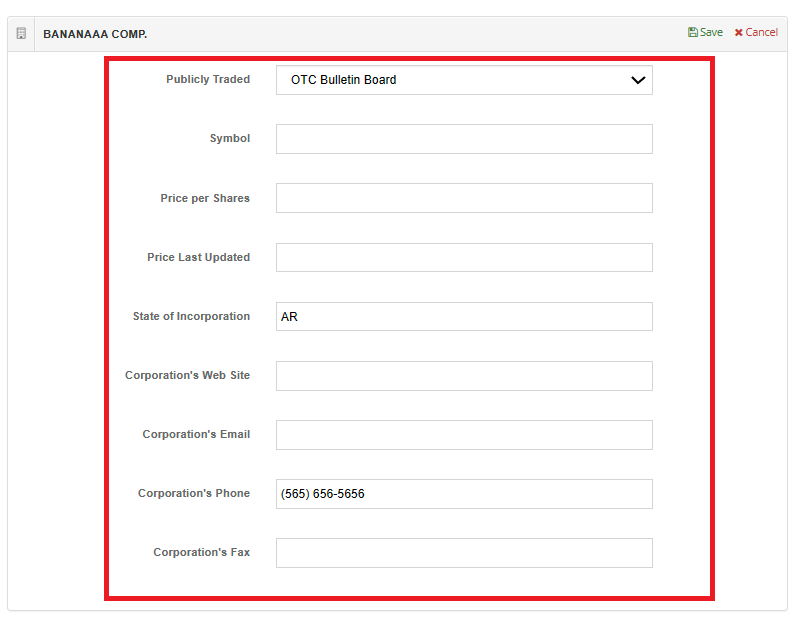 BANANAAA COMP.
Save Cancel
Publicly Traded OTC Bulletin Board
Symbol
Price per Shares
Price Last Updated
State of Incorporation AR
Corporation's Web Site
Corporation's Email
Corporation's Phone (565) 656-5656
Corporation's Fax